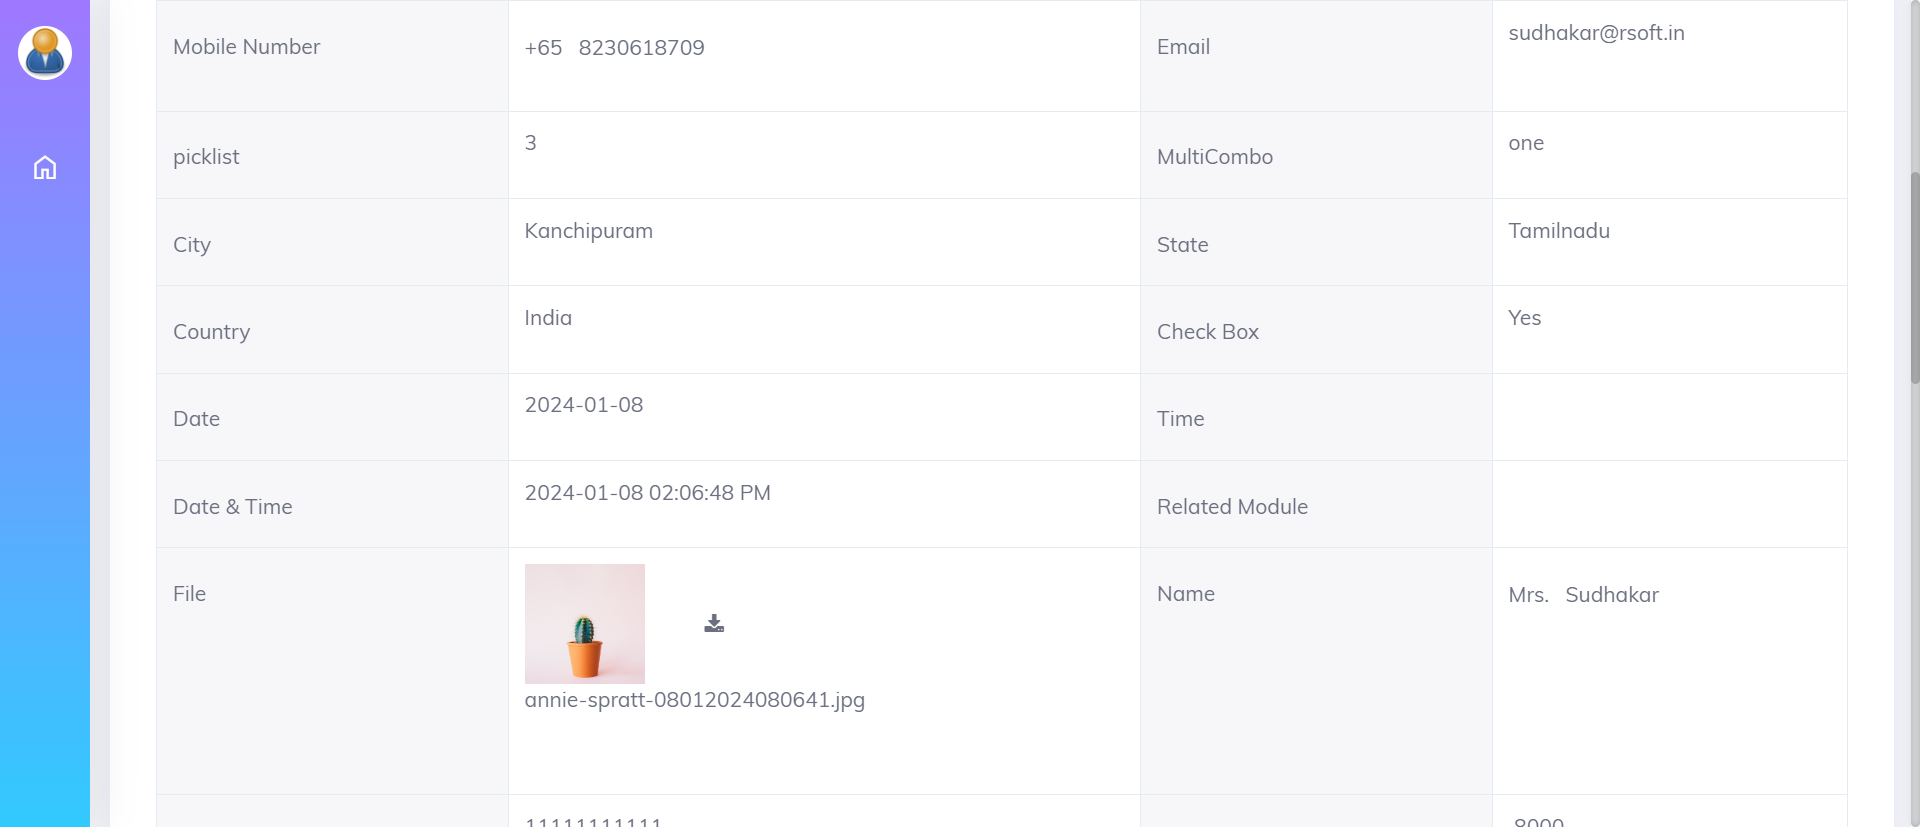 Mobile Number +65 8230618709 Email sudhakar@rsoft.in
picklist 3 MultiCombo one
City Kanchipuram State Tamilnadu
Country India Check Box Yes
Date 2024-01-08 Time
Date & Time 2024-01-08 02:06:48 PM Related Module
File Name Mrs. Sudhakar
annie-spratt-08012024080641.jpg
11111111111 8000